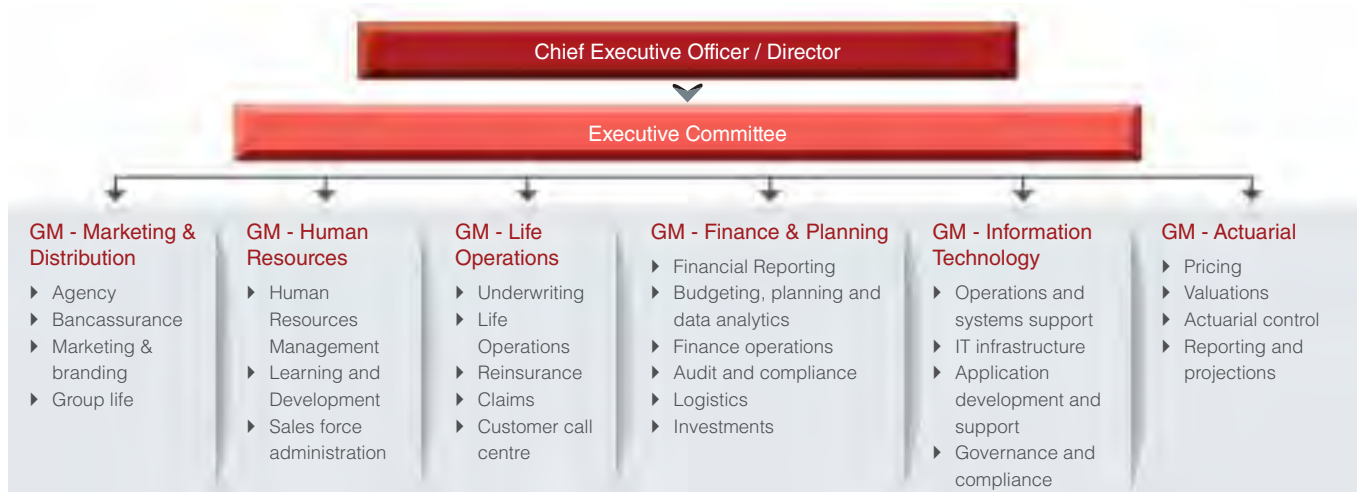 Chief Executive Officer / Director
Executive Committee
GM - Marketing &
Distribution
Agency
Bancassurance
Marketing &
branding
Group life
GM - Human
Resources
Human
Resources
Management
Learning and
Development
Sales force
administration
GM - Life
Operations
Underwriting
Life
Operations
Reinsurance
Claims
Customer call
centre
GM - Finance & Planning
Financial Reporting
Budgeting, planning and
data analytics
Finance operations
Audit and compliance
Logistics
Investments
GM - Information
Technology
Operations and
systems support
IT infrastructure
Application
development and
support
Governance and
compliance
GM - Actuarial
Pricing
Valuations
Actuarial control
Reporting and
projections